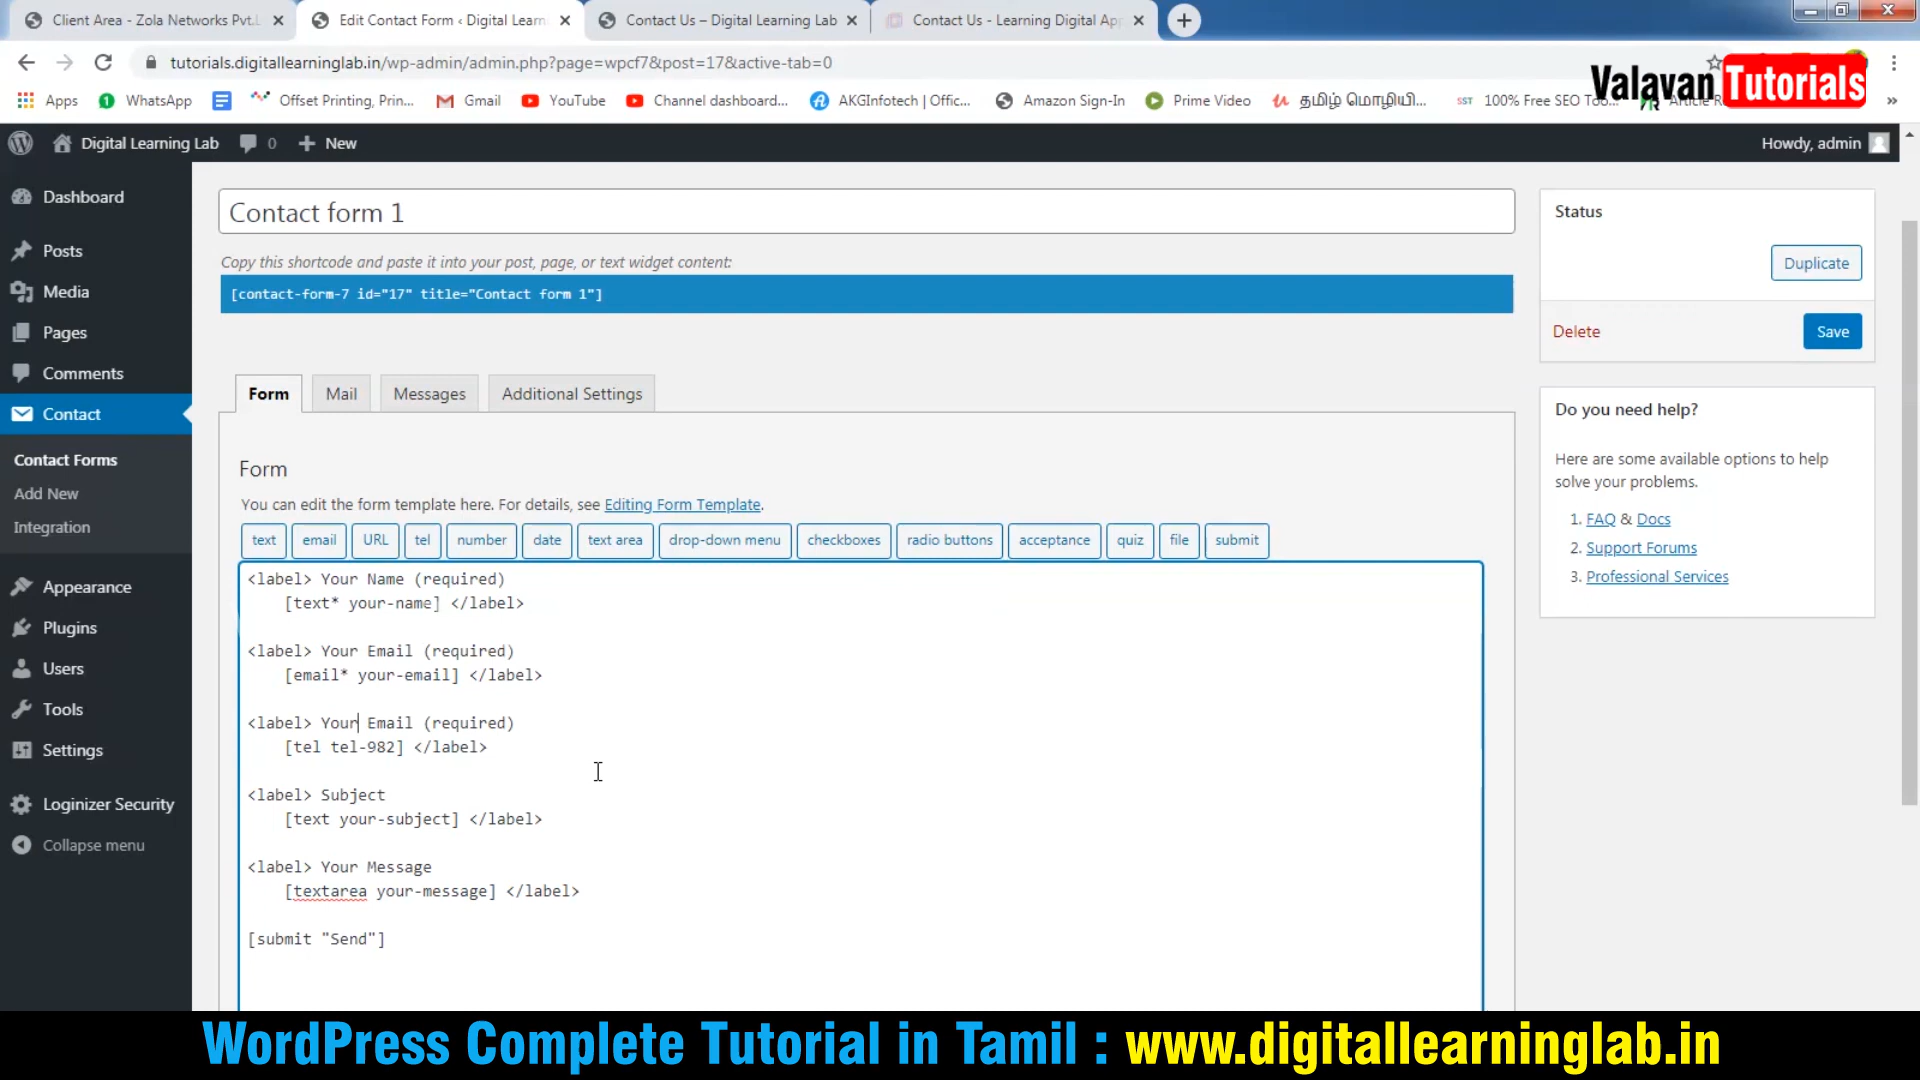 Client Area - Zola Networks Pvt.L
Edit Contact Form ‹ Digital Learn
Contact Us – Digital Learning Lab
Contact Us - Learning Digital Ap
tutorials.digitallearninglab.in/wp-admin/admin.php?page=wpcf7&post=17&active-tab=0
Valavan Tutorials
Apps
WhatsApp
Offset Printing, Prin...
Gmail
YouTube
Channel dashboard...
AKGInfotech | Offic...
Amazon Sign-In
Prime Video
தமிழ் மொழியி...
SST 100% Free SEO Too...
Digital Learning Lab
0
New
Howdy, admin
Dashboard
Posts
Media
Pages
Comments
Contact
Contact Forms
Add New
Integration
Appearance
Plugins
Users
Tools
Settings
Loginizer Security
Collapse menu
Contact form 1
Copy this shortcode and paste it into your post, page, or text widget content:
[contact-form-7 id="17" title="Contact form 1"]
Form
Mail
Messages
Additional Settings
Form
You can edit the form template here. For details, see Editing Form Template.
text
email
URL
tel
number
date
text area
drop-down menu
checkboxes
radio buttons
acceptance
quiz
file
submit
<label> Your Name (required)
[text* your-name] </label>
<label> Your Email (required)
[email* your-email] </label>
<label> Your Email (required)
[tel tel-982] </label>
<label> Subject
[text your-subject] </label>
<label> Your Message
[textarea your-message] </label>
[submit "Send"]
Status
Duplicate
Delete
Save
Do you need help?
Here are some available options to help
solve your problems.
1. FAQ & Docs
2. Support Forums
3. Professional Services
WordPress Complete Tutorial in Tamil : www.digitallearninglab.in